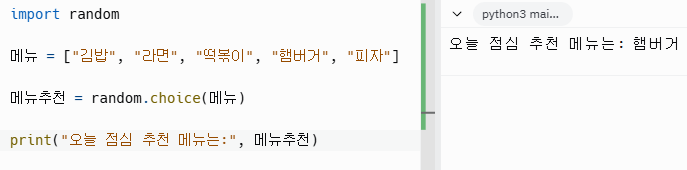 import random
메뉴 = ["김밥", "라면", "떡볶이", "햄버거", "피자"]
메뉴추천 = random.choice(메뉴)
print("오늘 점심 추천 메뉴는:", 메뉴추천)
python3 mai...
오늘 점심 추천 메뉴는: 햄버거